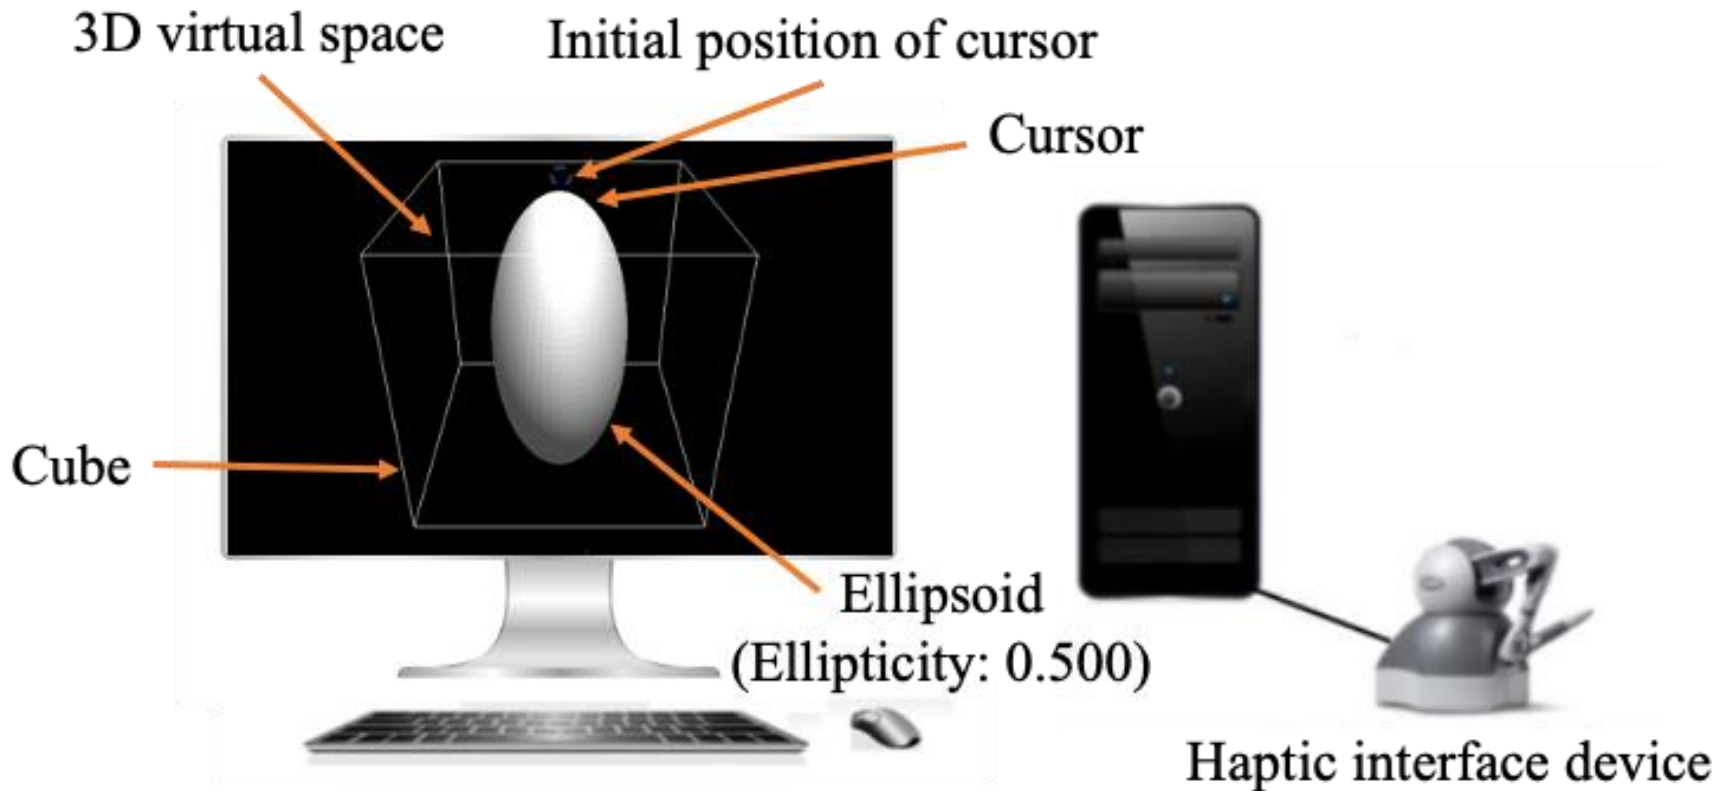 3D virtual space
Initial position of cursor
Cursor
Cube
Ellipsoid
(Ellipticity: 0.500)
Haptic interface device